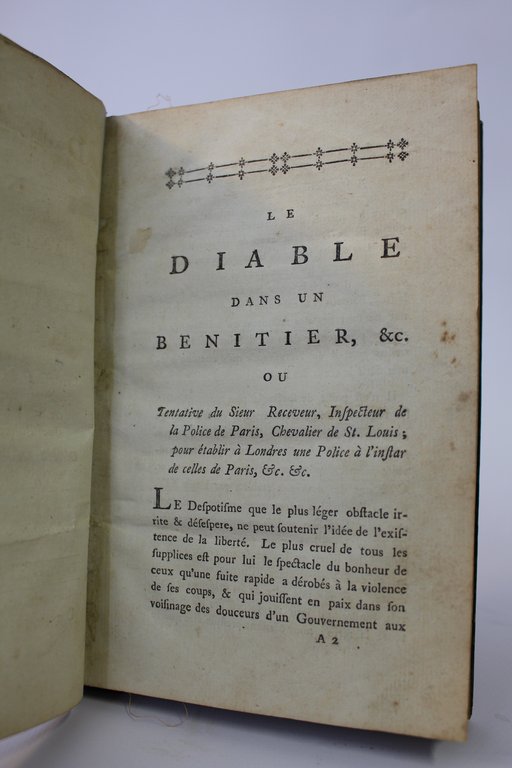 LE
DIABLE
DANS UN
BENITIER, &c.
OU
Tentative du Sieur Receveur, Inſpecteur de
la Police de Paris, Chevalier de St. Louis;
pour établir à Londres une Police à l'inſtar
de celles de Paris, &c. &c.
LE Deſpotiſme que le plus léger obſtacle ir-
rite & déſeſpere, ne peut ſoutenir l'idée de l'exiſ-
tence de la liberté. Le plus cruel de tous les
ſupplices eſt pour lui le ſpectacle du bonheur de
ceux qu'une fuite rapide a dérobés à la violence
de ſes coups, & qui jouiſſent en paix dans ſon
voiſinage des douceurs d'un Gouvernement aux
A 2